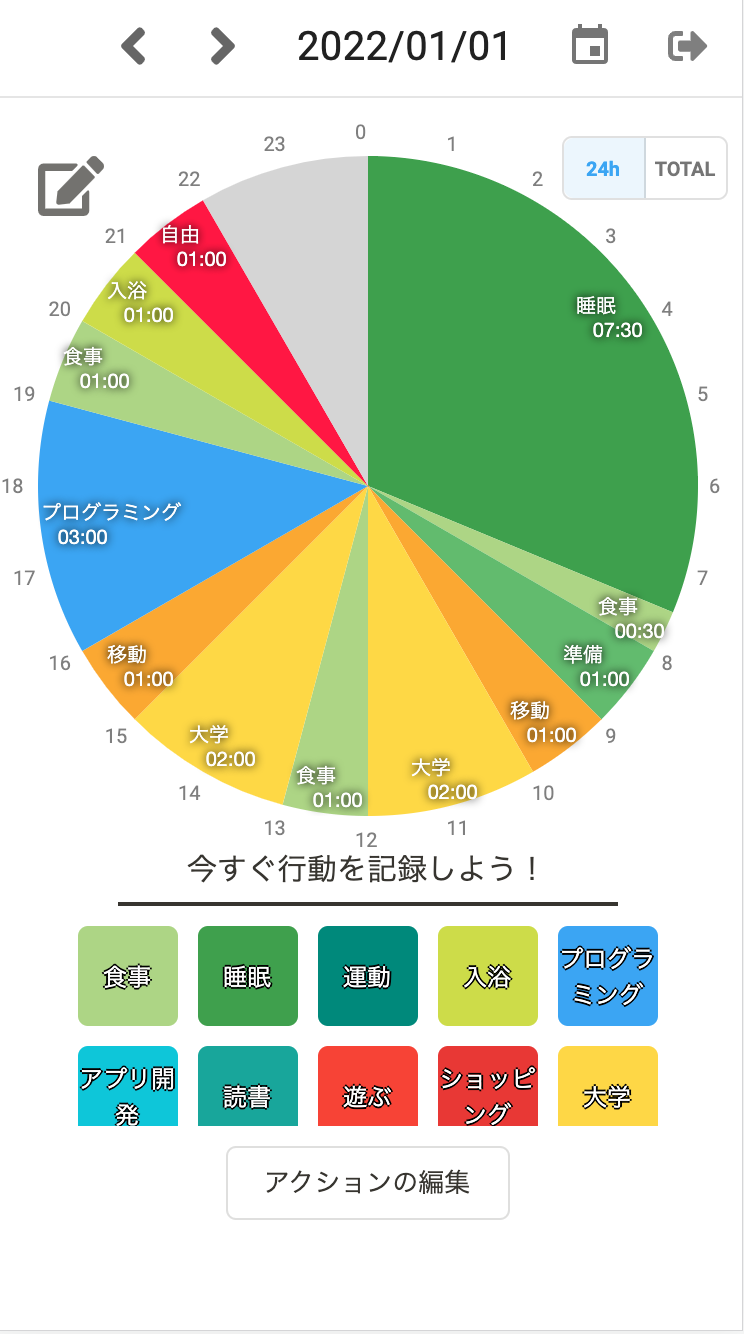 2022/01/01
24h
TOTAL
0
1
2
3
4
5
6
7
8
9
10
11
12
13
14
15
16
17
18
19
20
21
22
23
睡眠
07:30
食事
00:30
準備
01:00
移動
01:00
大学
02:00
食事
01:00
大学
02:00
移動
01:00
プログラミング
03:00
食事
01:00
入浴
01:00
自由
01:00
今すぐ行動を記録しよう！
食事
睡眠
運動
入浴
プログラ
ミング
アプリ開
発
読書
遊ぶ
ショッピ
ング
大学
アクションの編集